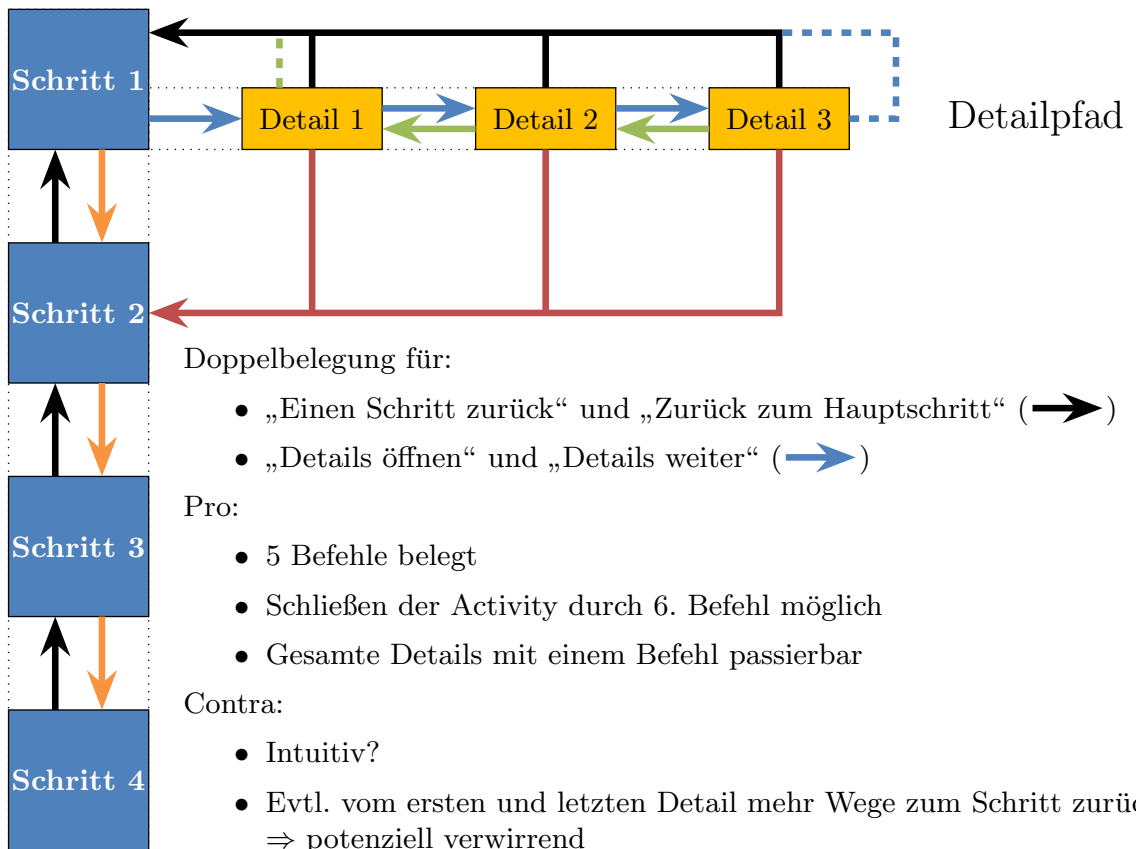 Schritt 1
Detail 1
Detail 2
Detail 3
Detailpfad
Schritt 2
Doppelbelegung für:
• „Einen Schritt zurück“ und „Zurück zum Hauptschritt“ ( )
• „Details öffnen“ und „Details weiter“ ( )
Pro:
Schritt 3
• 5 Befehle belegt
• Schließen der Activity durch 6. Befehl möglich
• Gesamte Details mit einem Befehl passierbar
Contra:
• Intuitiv?
Schritt 4
• Evtl. vom ersten und letzten Detail mehr Wege zum Schritt zurüc
⇒ potenziell verwirrend